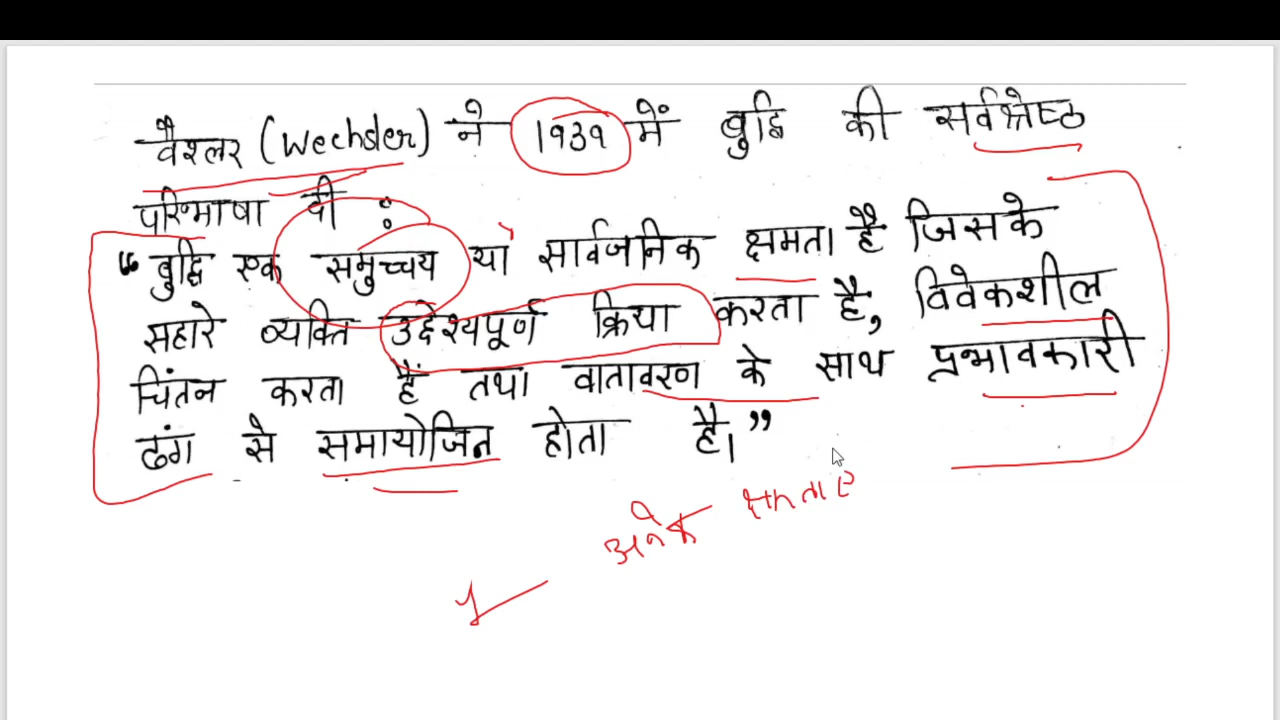 वैश्लर (Wechsler) ने 1939 में बुद्धि की सर्वश्रेष्ठ
परिभाषा दी :
“बुद्धि एक समुच्चय या सार्वजनिक क्षमता है जिसके
सहारे व्यक्ति उद्देश्यपूर्ण क्रिया करता है, विवेकशील
चिंतन करता है तथा वातावरण के साथ प्रभावकारी
ढंग से समायोजित होता है।”
अनेक